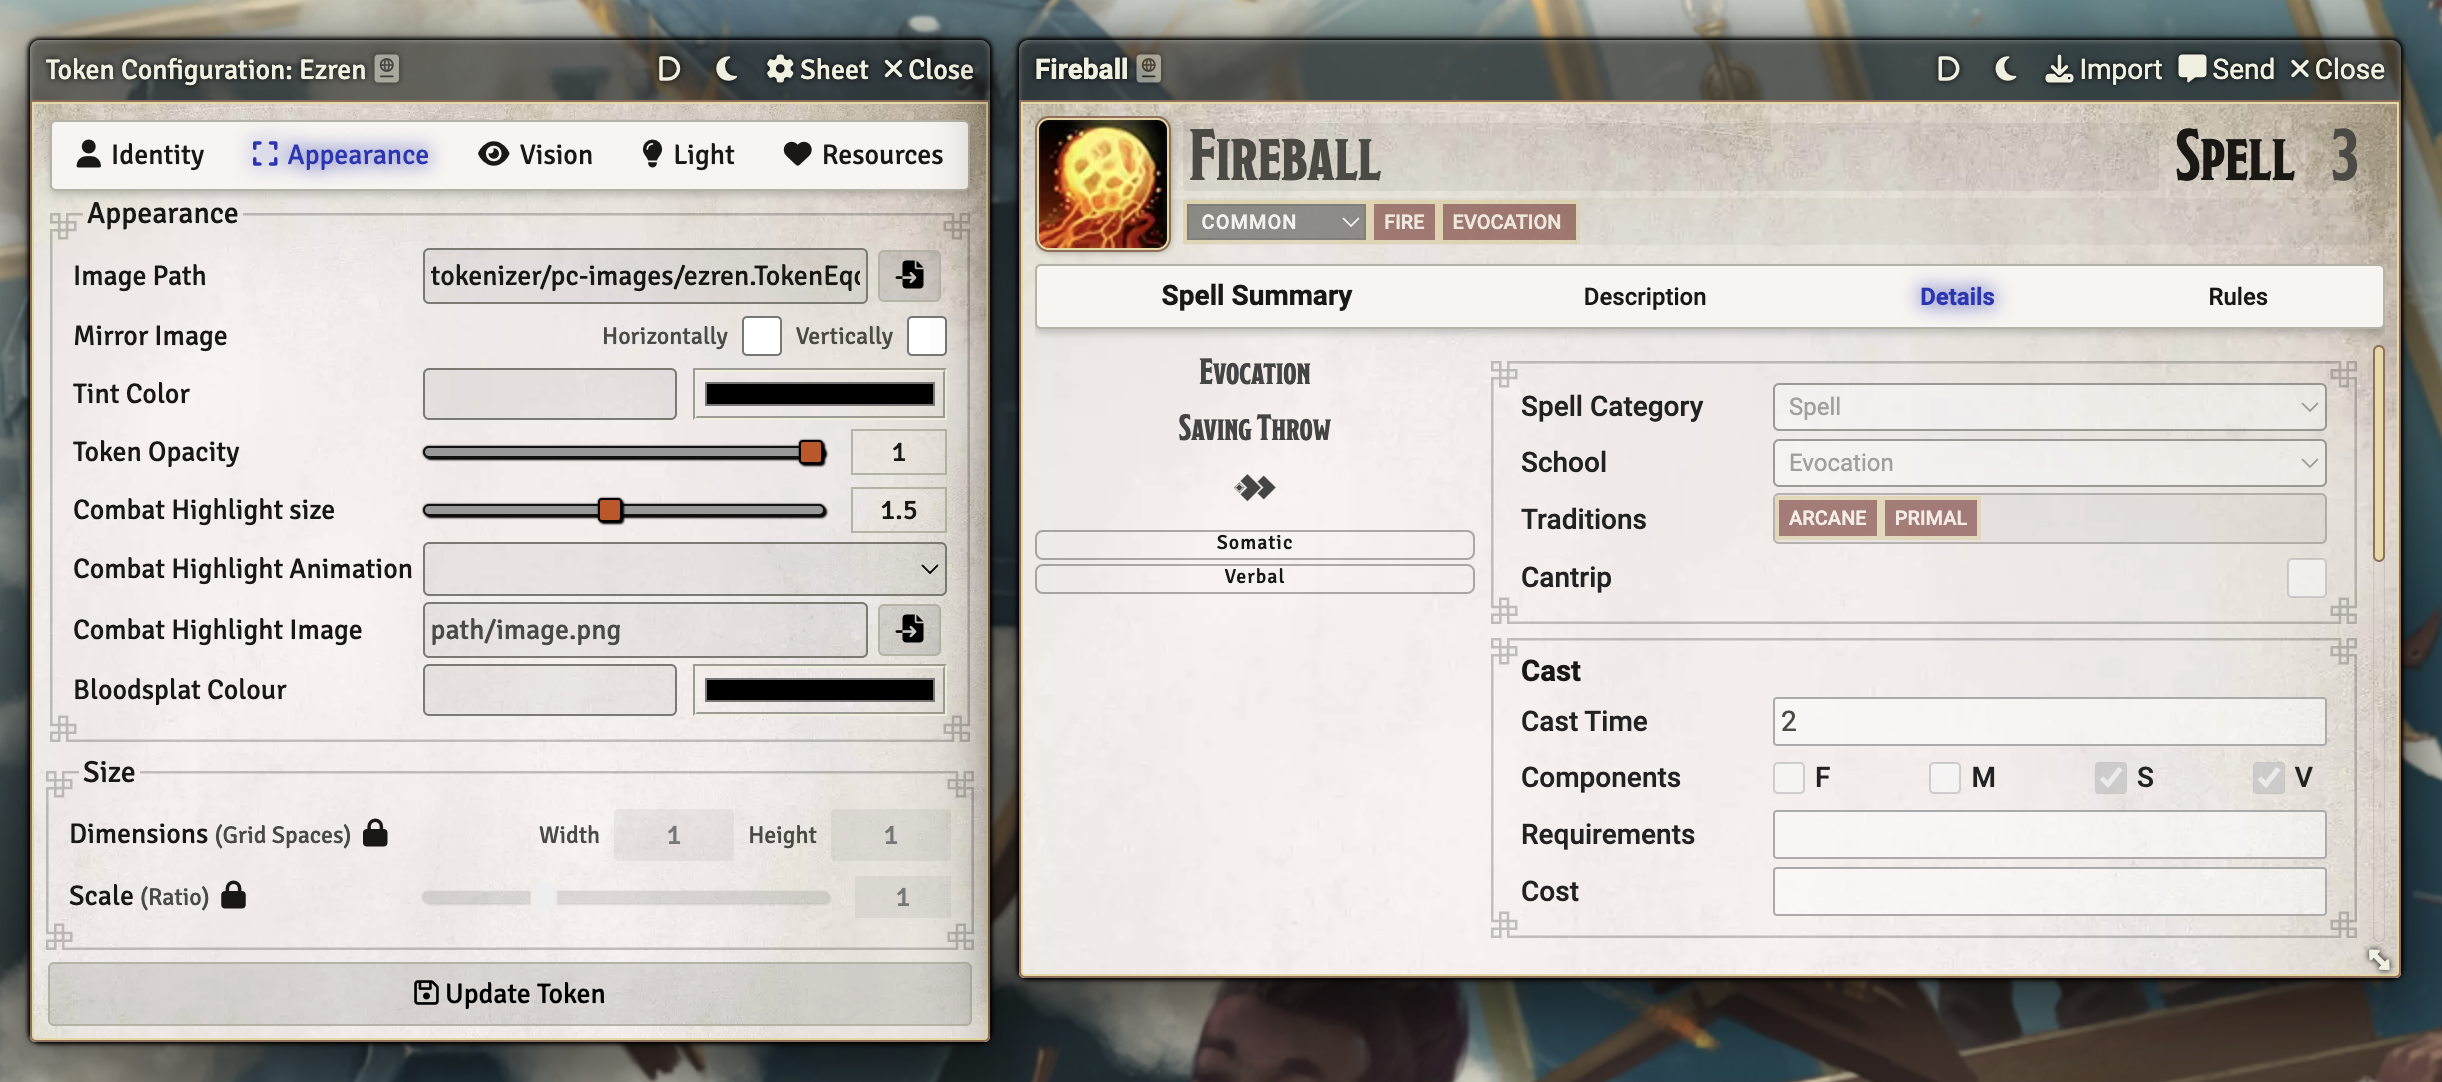 Token Configuration: Ezren D Sheet Close
Identity Appearance Vision Light Resources
Appearance
Image Path tokenizer/pc-images/ezren.TokenEq
Mirror Image Horizontally Vertically
Tint Color
Token Opacity 1
Combat Highlight size 1.5
Combat Highlight Animation
Combat Highlight Image path/image.png
Bloodsplat Colour
Size
Dimensions (Grid Spaces) Width 1 Height 1
Scale (Ratio) 1
Update Token
Fireball D Import Send Close
Fireball Spell 3
COMMON FIRE EVOCATION
Spell Summary Description Details Rules
Evocation
Saving Throw
Somatic
Verbal
Spell Category Spell
School Evocation
Traditions ARCANE PRIMAL
Cantrip
Cast
Cast Time 2
Components F M S V
Requirements
Cost